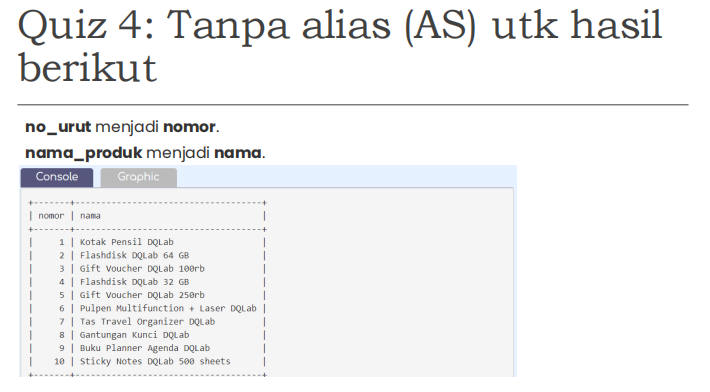 Quiz 4: Tanpa alias (AS) utk hasil
berikut
no_urut menjadi nomor.
nama_produk menjadi nama.
Console Graphic
+-------+----------------------------------+
| nomor | nama |
+-------+----------------------------------+
| 1 | Kotak Pensil DQLab |
| 2 | Flashdisk DQLab 64 GB |
| 3 | Gift Voucher DQLab 100rb |
| 4 | Flashdisk DQLab 32 GB |
| 5 | Gift Voucher DQLab 250rb |
| 6 | Pulpen Multifunction + Laser DQLab |
| 7 | Tas Travel Organizer DQLab |
| 8 | Gantungan Kunci DQLab |
| 9 | Buku Planner Agenda DQLab |
| 10 | Sticky Notes DQLab 500 sheets |
+-------+----------------------------------+